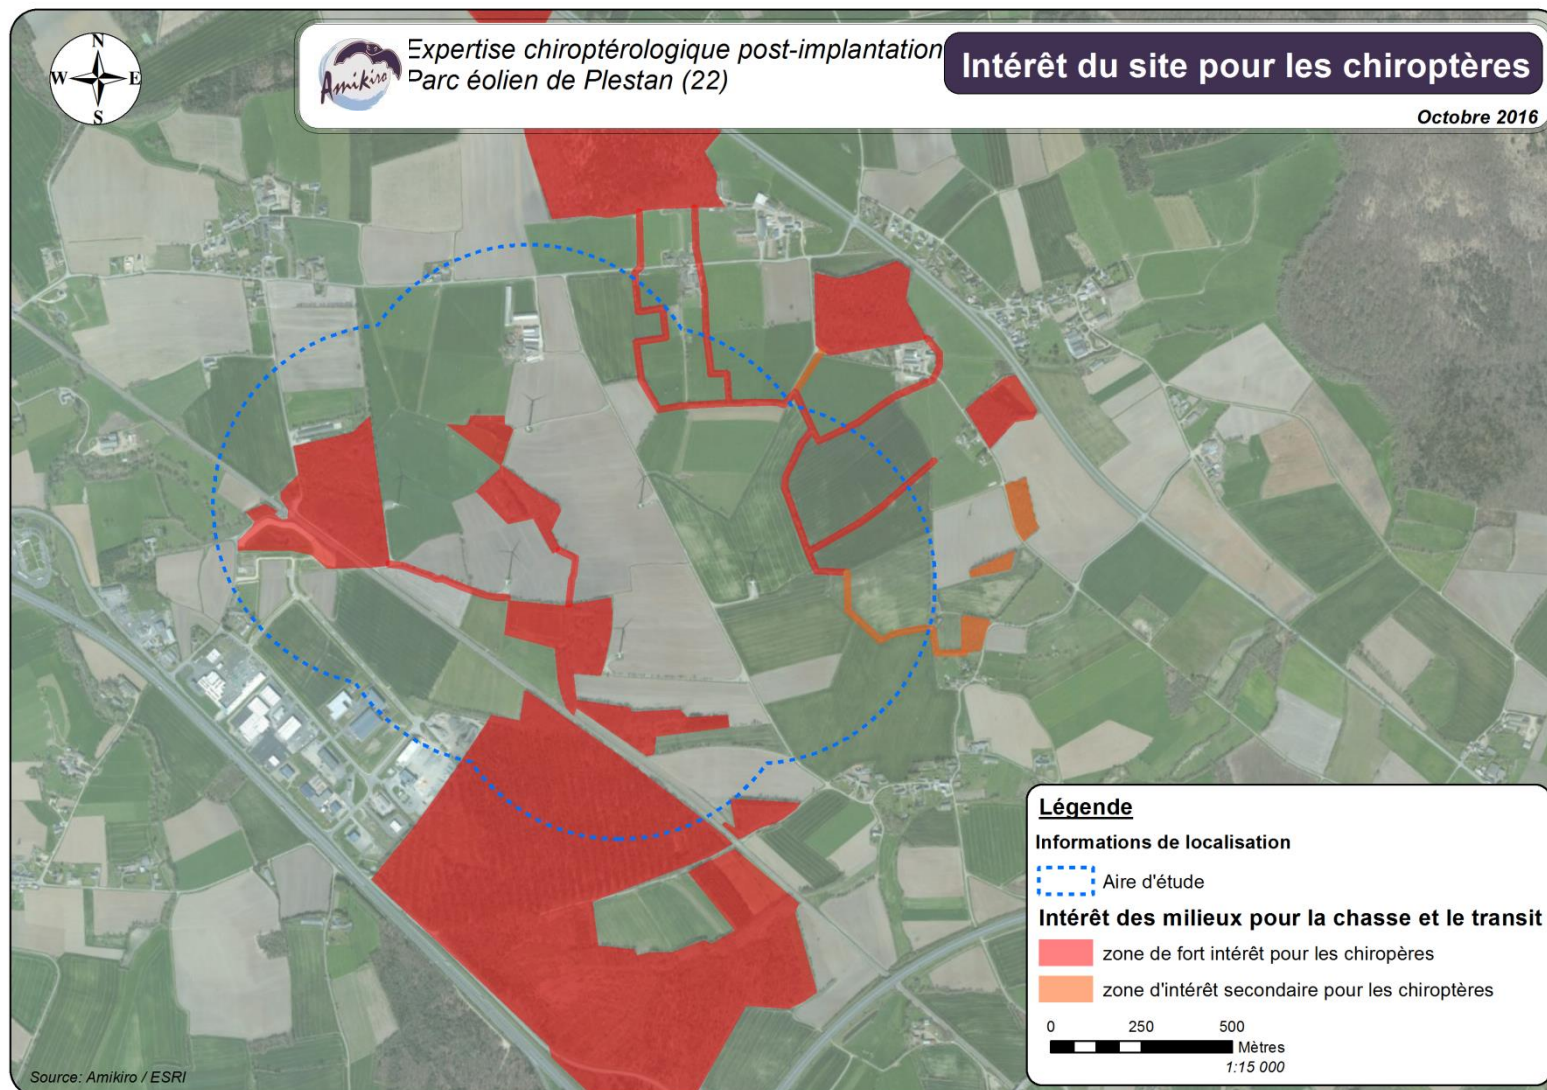 N
W E
S
Amikiro
Expertise chiroptérologique post-implantation
Parc éolien de Plestan (22)
Intérêt du site pour les chiroptères
Octobre 2016
Légende
Informations de localisation
Aire d'étude
Intérêt des milieux pour la chasse et le transit
zone de fort intérêt pour les chiropères
zone d'intérêt secondaire pour les chiroptères
0 250 500
Mètres
1:15 000
Source: Amikiro / ESRI